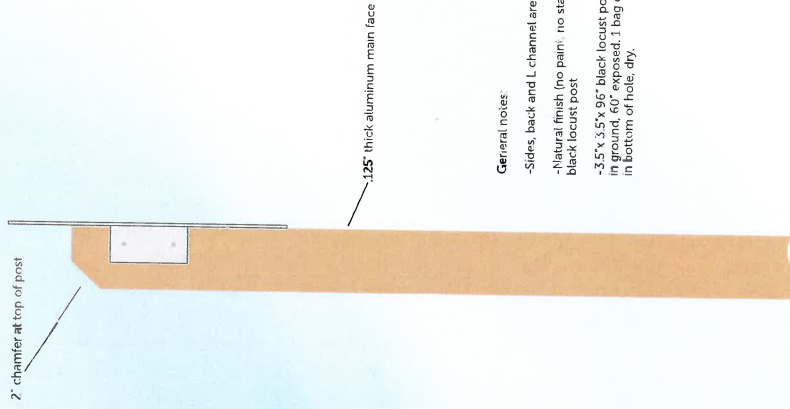 2" chamfer at top of post
.125" thick aluminum main face
General notes:
-Sides, back and L channel are
-Natural finish (no paint, no
black locust post
-3.5"x 3.5"x 96" black locust
in ground, 60" exposed. 1 bag
in bottom of hole, dry.